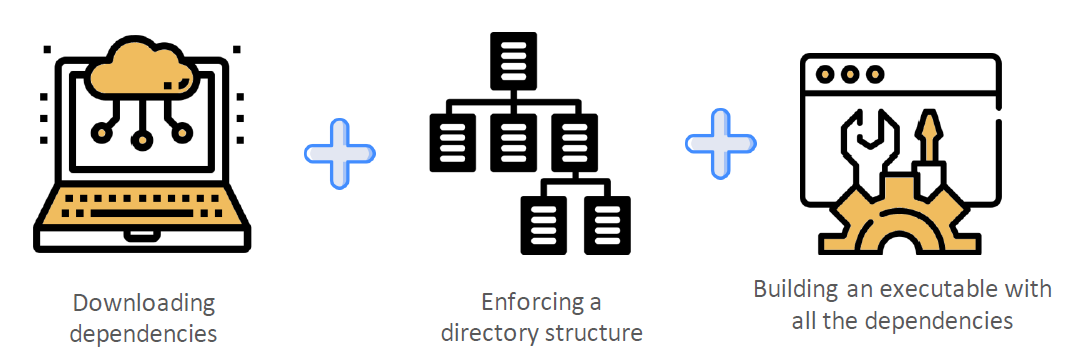 Downloading
dependencies
Enforcing a
directory structure
Building an executable with
all the dependencies